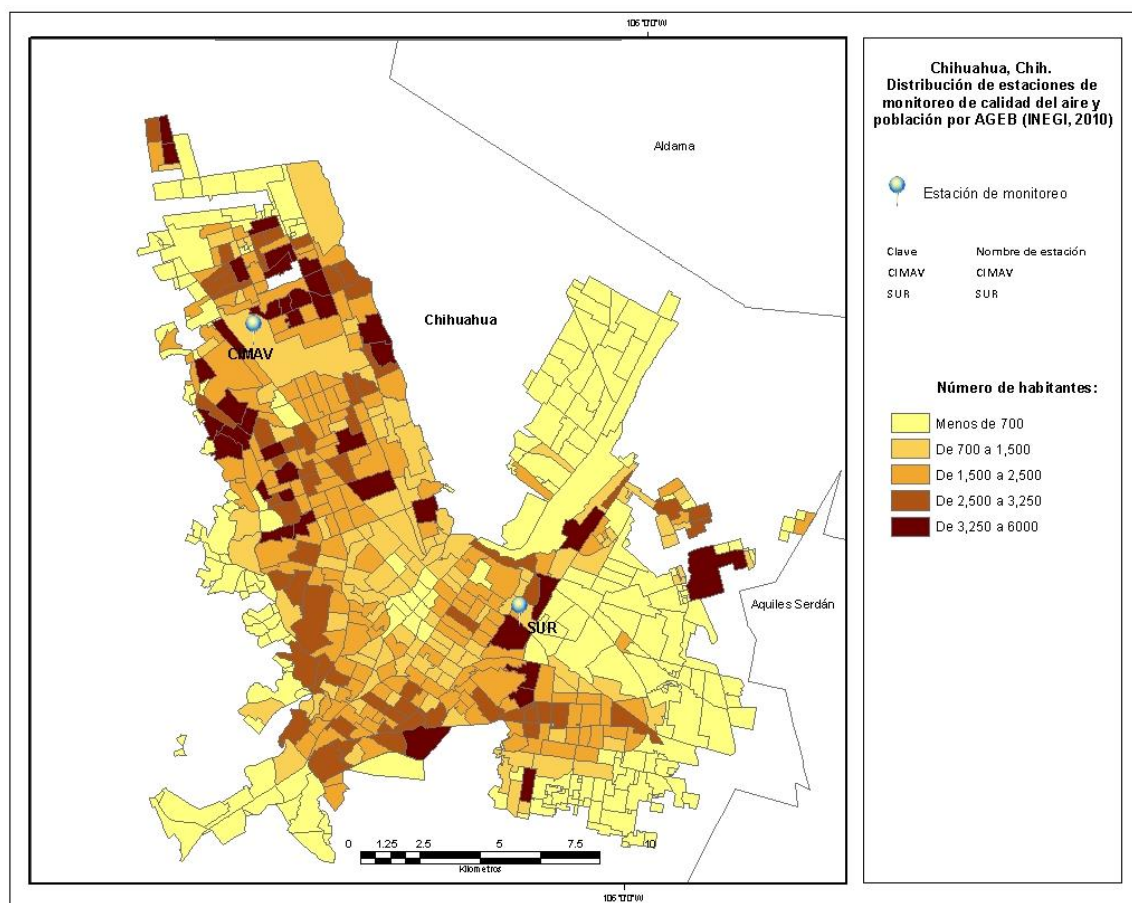 106°0'0"W
Chihuahua, Chih.
Distribución de estaciones de
monitoreo de calidad del aire y
población por AGEB (INEGI, 2010)
Estación de monitoreo
Clave Nombre de estación
CIMAV CIMAV
SUR SUR
Número de habitantes:
Menos de 700
De 700 a 1,500
De 1,500 a 2,500
De 2,500 a 3,250
De 3,250 a 6000
Aldama
Chihuahua
CIMAV
SUR
Aquiles Serdán
0 1.25 2.5 5 7.5 10
Kilometros
106°0'0"W